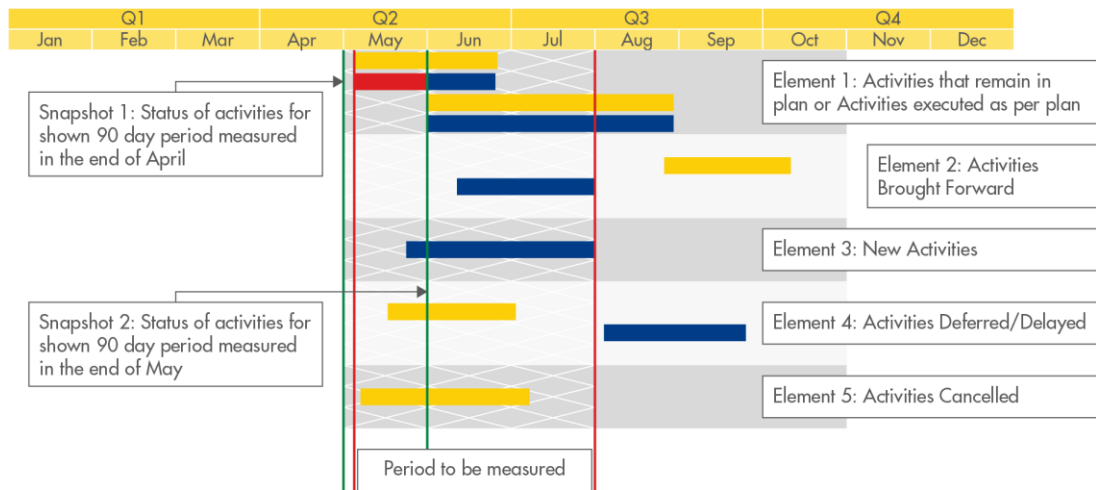 Q1 Q2 Q3 Q4
Jan Feb Mar Apr May Jun Jul Aug Sep Oct Nov Dec
Element 1: Activities that remain in
plan or Activities executed as per plan
Snapshot 1: Status of activities for
shown 90 day period measured
in the end of April
Element 2: Activities
Brought Forward
Element 3: New Activities
Snapshot 2: Status of activities for
shown 90 day period measured
in the end of May
Element 4: Activities Deferred/Delayed
Element 5: Activities Cancelled
Period to be measured